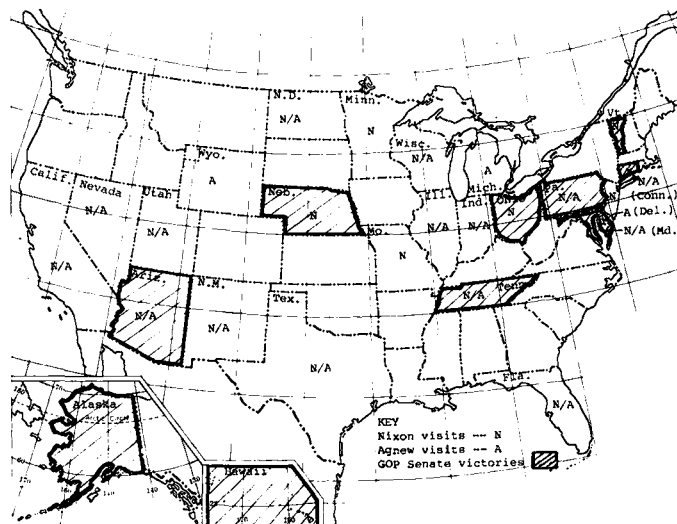 N.D.
N/A
Minn.
N
Wisc.
N/A
Vt.
Wyo.
A
A
Mich.
Calif.
Nevada
N/A
Utah
N/A
Neb.
N
Ill.
N/A
Ind.
N/A
Ohio
N
Pa.
N/A
N/A
N (Conn.)
A (Del.)
N/A (Md.
Mo.
N
N/A
Ariz.
N/A
N.M.
N/A
Tex.
N/A
Tenn
N/A
Fla.
N/A
Alaska
Hawaii
KEY
Nixon visits -- N
Agnew visits -- A
GOP Senate victories